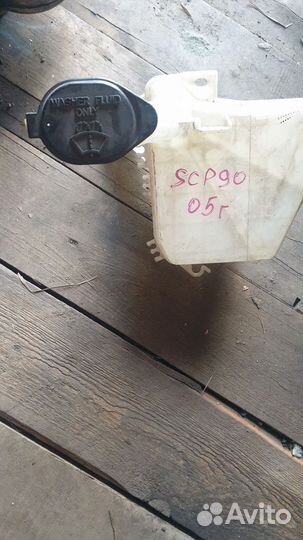 WASHER FLUID
ONLY
SCP90
05г
Avito